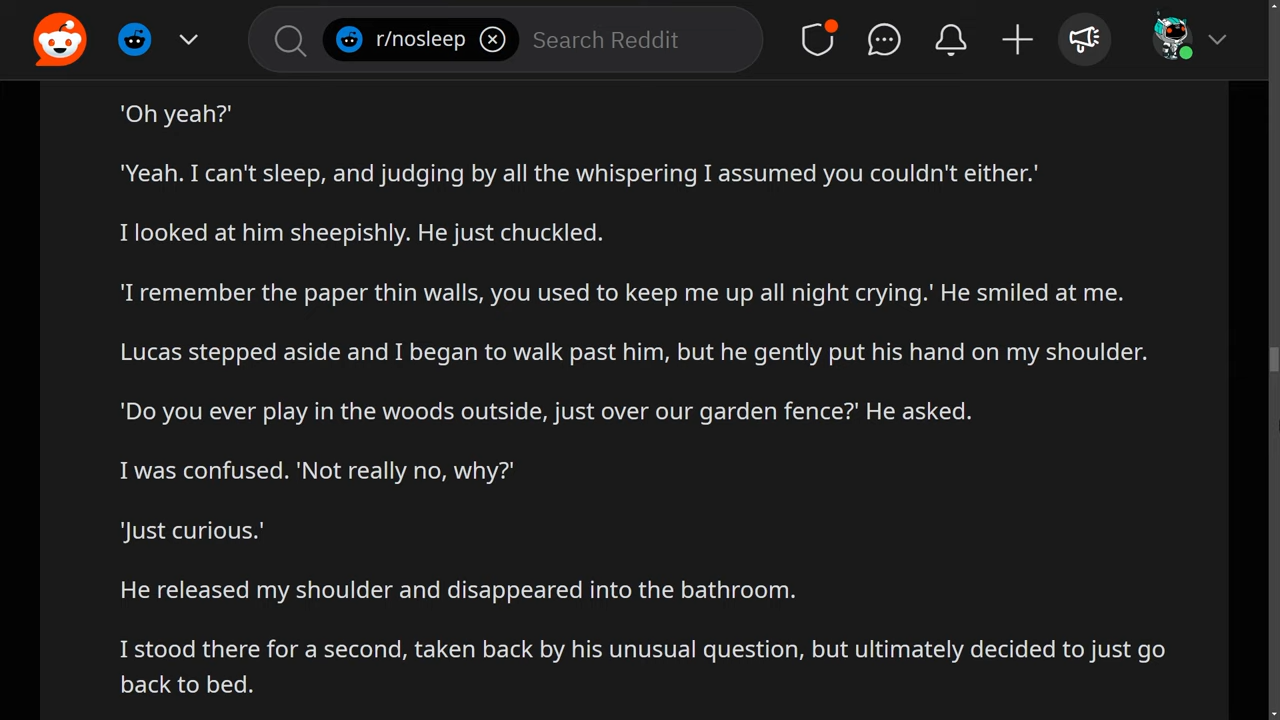 r/nosleep
Search Reddit
'Oh yeah?'
'Yeah. I can't sleep, and judging by all the whispering I assumed you couldn't either.'
I looked at him sheepishly. He just chuckled.
'I remember the paper thin walls, you used to keep me up all night crying.' He smiled at me.
Lucas stepped aside and I began to walk past him, but he gently put his hand on my shoulder.
'Do you ever play in the woods outside, just over our garden fence?' He asked.
I was confused. 'Not really no, why?'
'Just curious.'
He released my shoulder and disappeared into the bathroom.
I stood there for a second, taken back by his unusual question, but ultimately decided to just go
back to bed.